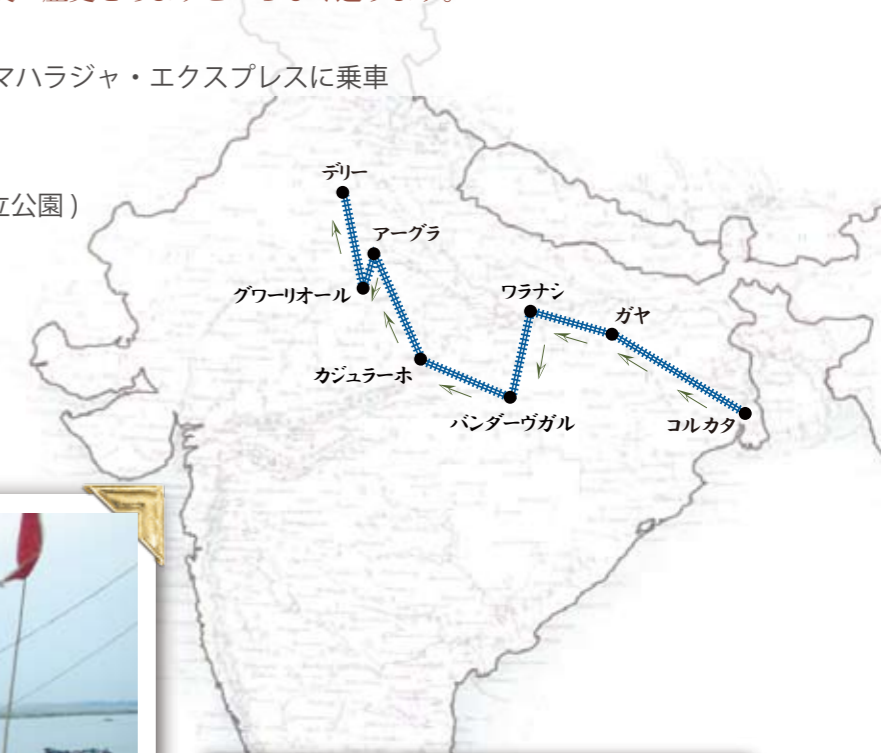 マハラジャ・エクスプレスに乗車
立公園 )
デリー
アーグラ
グワーリオール
ワラナシ
ガヤ
カジュラーホ
バンダーヴガル
コルカタ